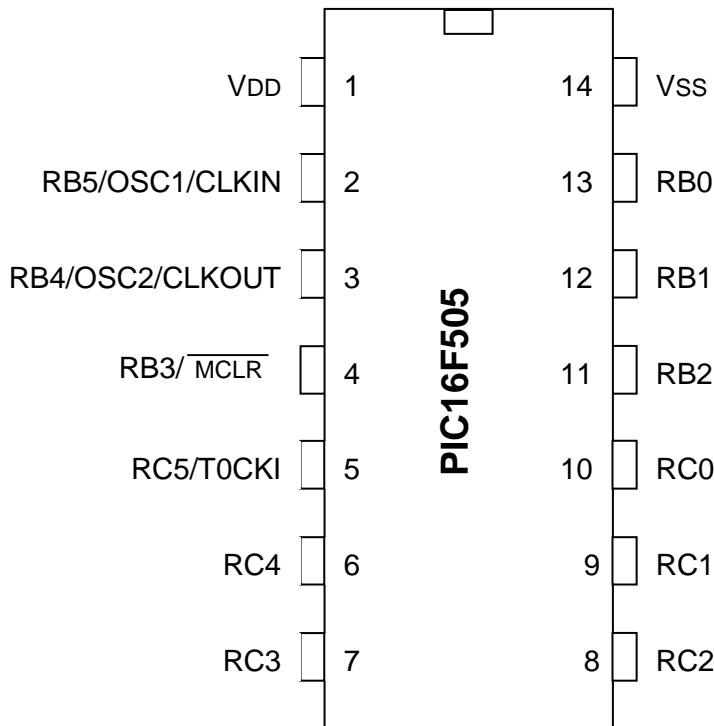 VDD 1 14 VSS
RB5/OSC1/CLKIN 2 13 RB0
RB4/OSC2/CLKOUT 3 12 RB1
RB3/ MCLR 4 11 RB2
PIC16F505
RC5/T0CKI 5 10 RC0
RC4 6 9 RC1
RC3 7 8 RC2